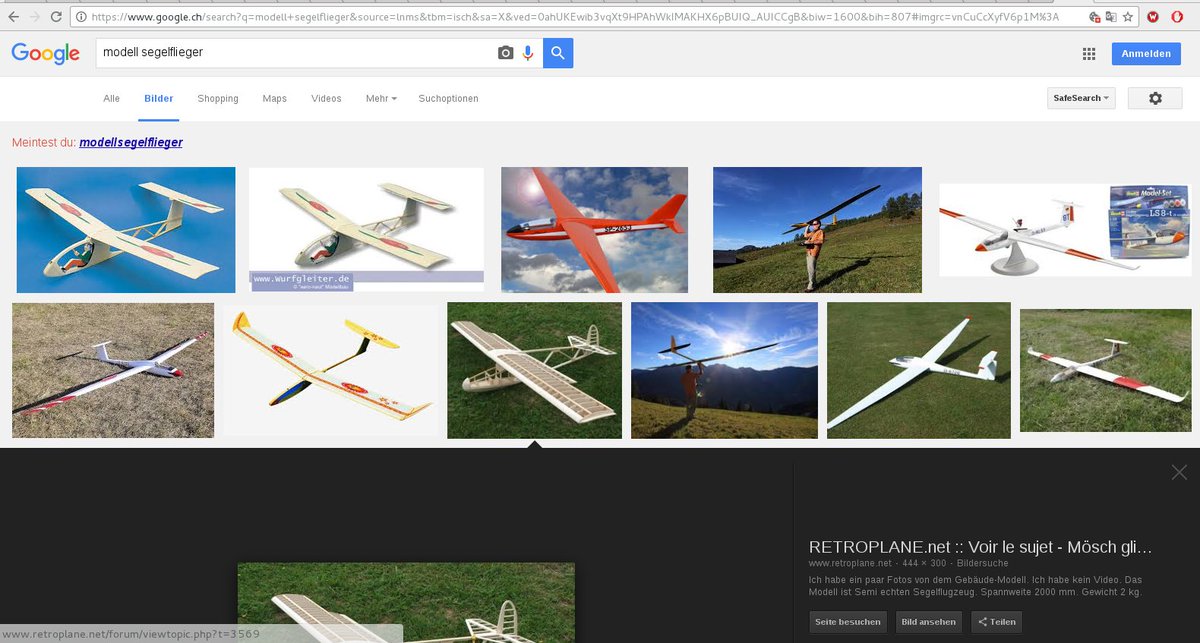 https://www.google.ch/search?q=modell+segelflieger&source=lnms&tbm=isch&sa=X&ved=0ahUKEwib3vqXt9HPAhWkIMAKHX6pBUIQ_AUICCgB&biw=1600&bih=807#imgrc=vnCuCcXyfV6p1M%3A
Google modell segelflieger Anmelden
Alle Bilder Shopping Maps Videos Mehr Suchoptionen SafeSearch
Meintest du: modellsegelflieger
www.Wurfgleiter.de
SP-2853
Revell Model-Set
LS8-t
RETROPLANE.net :: Voir le sujet - Mösch gli...
www.retroplane.net - 444 × 300 - Bildersuche
Ich habe ein paar Fotos von dem Gebäude-Modell. Ich habe kein Video. Das
Modell ist Semi echten Segelflugzeug. Spannweite 2000 mm. Gewicht 2 kg.
Seite besuchen Bild ansehen Teilen
www.retroplane.net/forum/viewtopic.php?t=3569